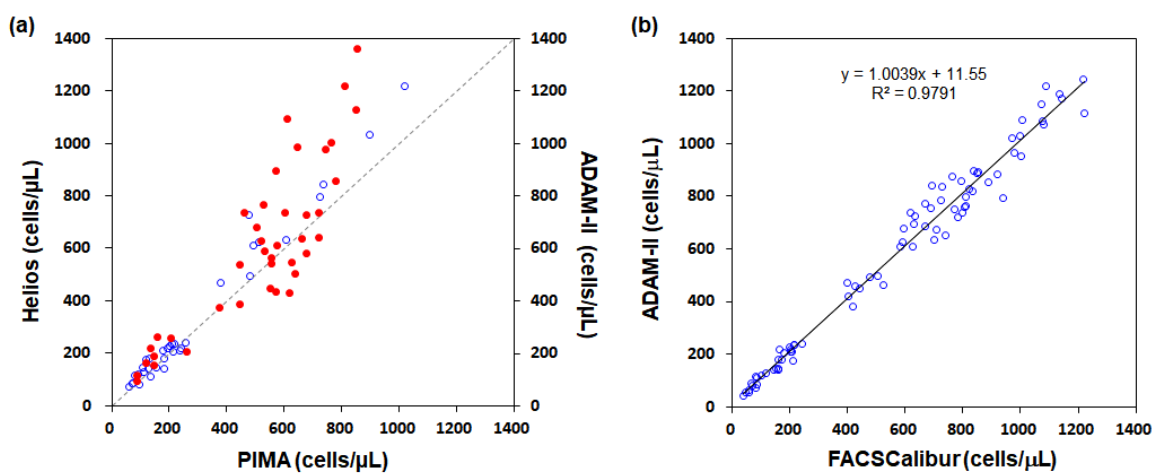 (a)
1400
1200
1000
800
600
400
200
0
Helios (cells/µL)
0 200 400 600 800 1000 1200 1400
PIMA (cells/µL)
1400
1200
1000
800
600
400
200
0
ADAM-II (cells/µL)
(b)
1400
1200
1000
800
600
400
200
0
ADAM-II (cells/µL)
y = 1.0039x + 11.55
R² = 0.9791
0 200 400 600 800 1000 1200 1400
FACSCalibur (cells/µL)